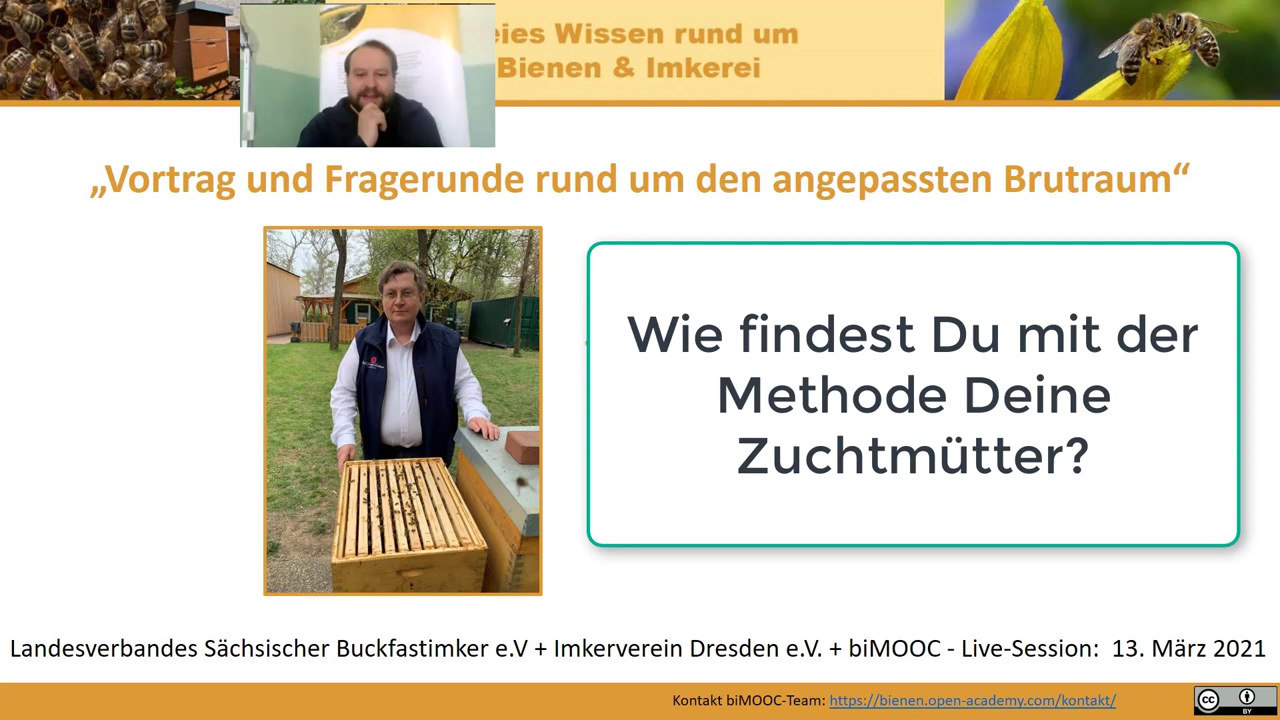 Wissen rund um
Bienen & Imkerei
„Vortrag und Fragerunde rund um den angepassten Brutraum“
Wie findest Du mit der
Methode Deine
Zuchtmütter?
Landesverbandes Sächsischer Buckfastimker e.V + Imkerverein Dresden e.V. + biMOOC - Live-Session: 13. März 2021
Kontakt biMOOC-Team: https://bienen.open-academy.com/kontakt/
cc
BY